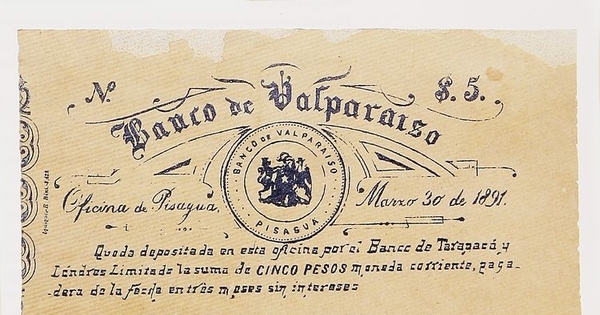 Nº
$. 5.
Banco de Valparaiso
BANCO DE VALPARAISO
PISAGUA
Oficina de Pisagua,
Marzo 30 de 1891.
Queda depositada en esta oficina por el Banco de Tarapacá y
Lóndres Limitado la suma de CINCO PESOS moneda corriente, paga-
dera de la fecha en tres meses sin intereses